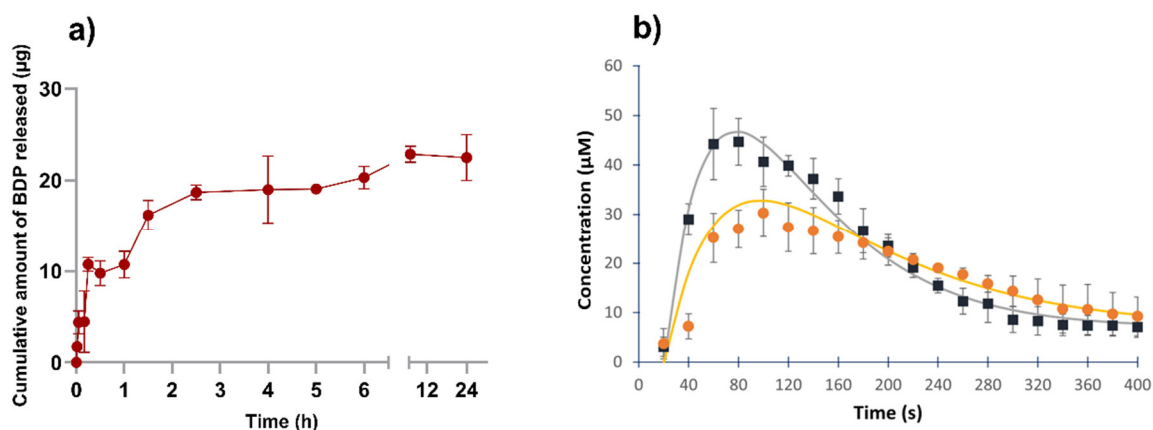 a)
Cumulative amount of BDP released (µg)
30
20
10
0
0 1 2 3 4 5 6 12 24
Time (h)
b)
Concentration (µM)
60
50
40
30
20
10
0
0 40 80 120 160 200 240 280 320 360 400
Time (s)